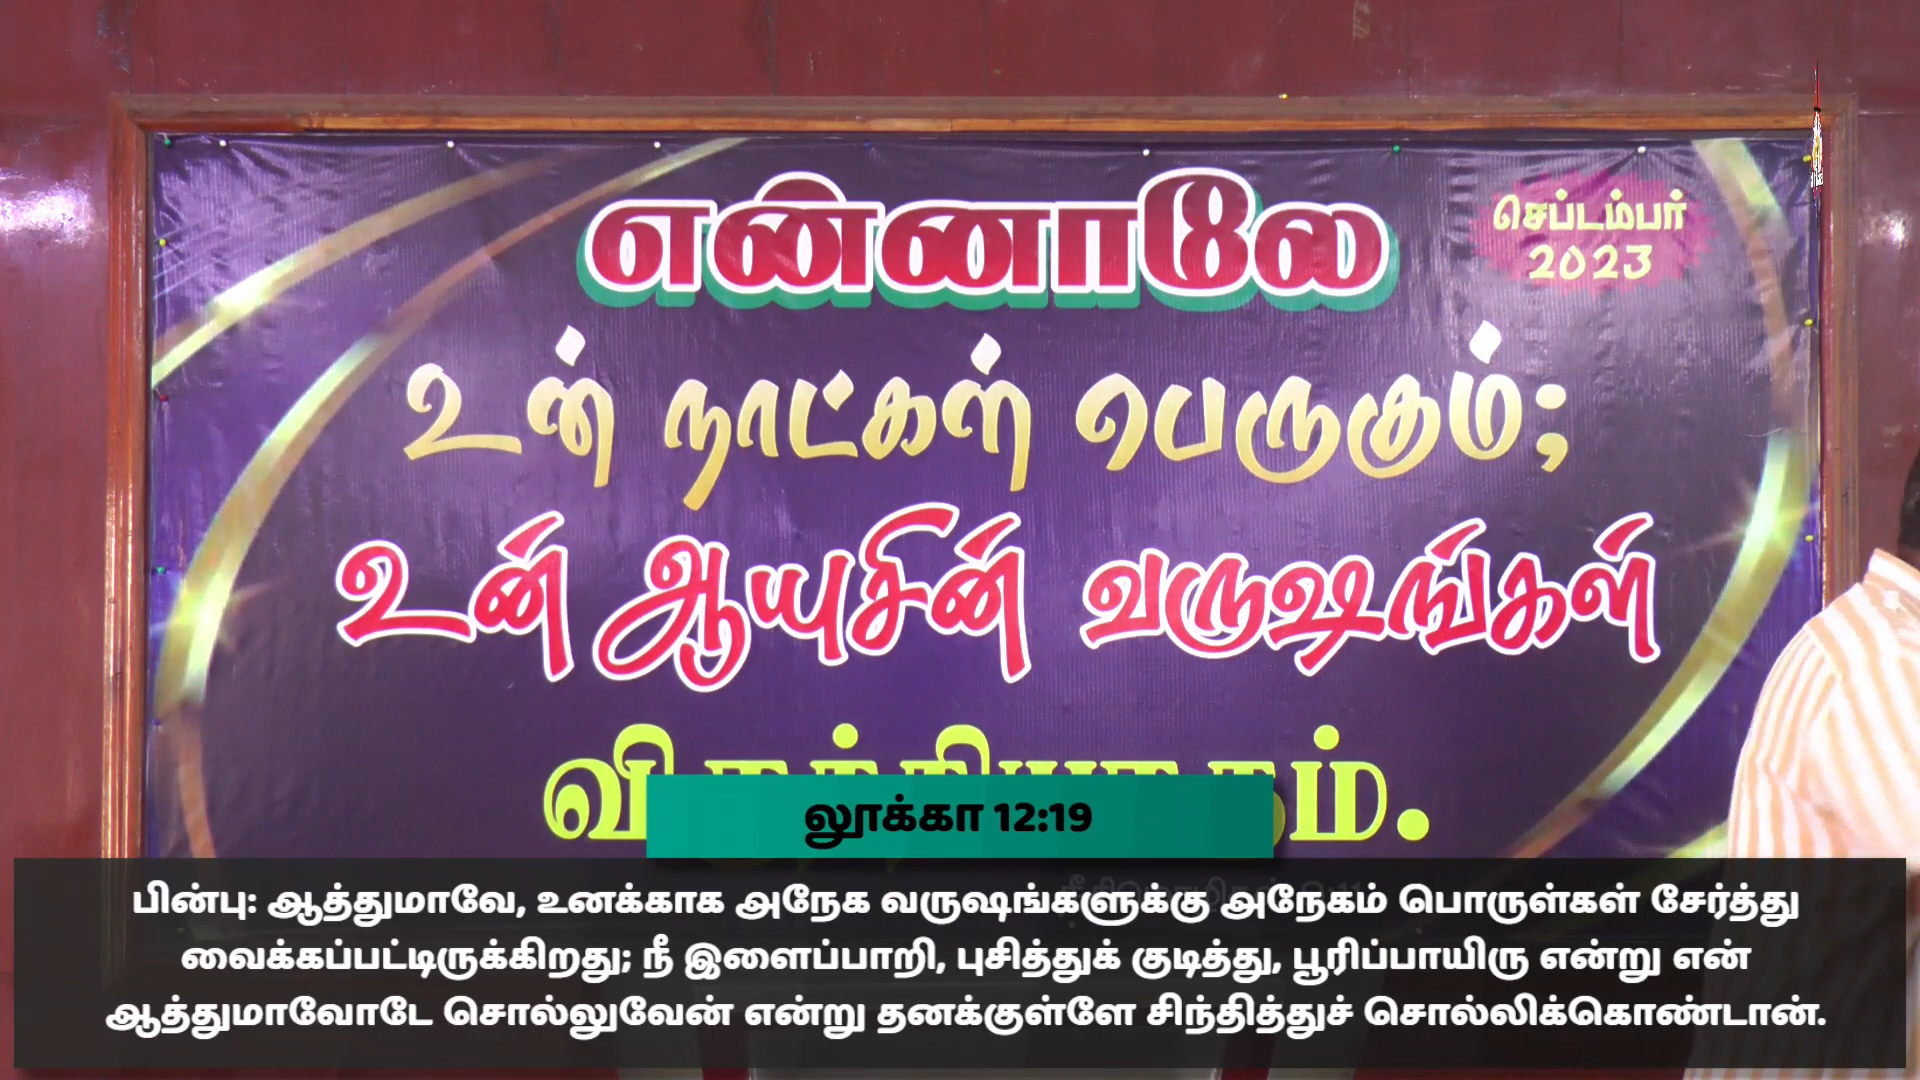 என்னாலே
செப்டம்பர்
2023
உன் நாட்கள் பெருகும்;
உன் ஆயுசின் வருஷங்கள்
லூக்கா 12:19
பின்பு: ஆத்துமாவே, உனக்காக அநேக வருஷங்களுக்கு அநேகம் பொருள்கள் சேர்த்து
வைக்கப்பட்டிருக்கிறது; நீ இளைப்பாறி, புசித்துக் குடித்து, பூரிப்பாயிரு என்று என்
ஆத்துமாவோடே சொல்லுவேன் என்று தனக்குள்ளே சிந்தித்துச் சொல்லிக்கொண்டான்.